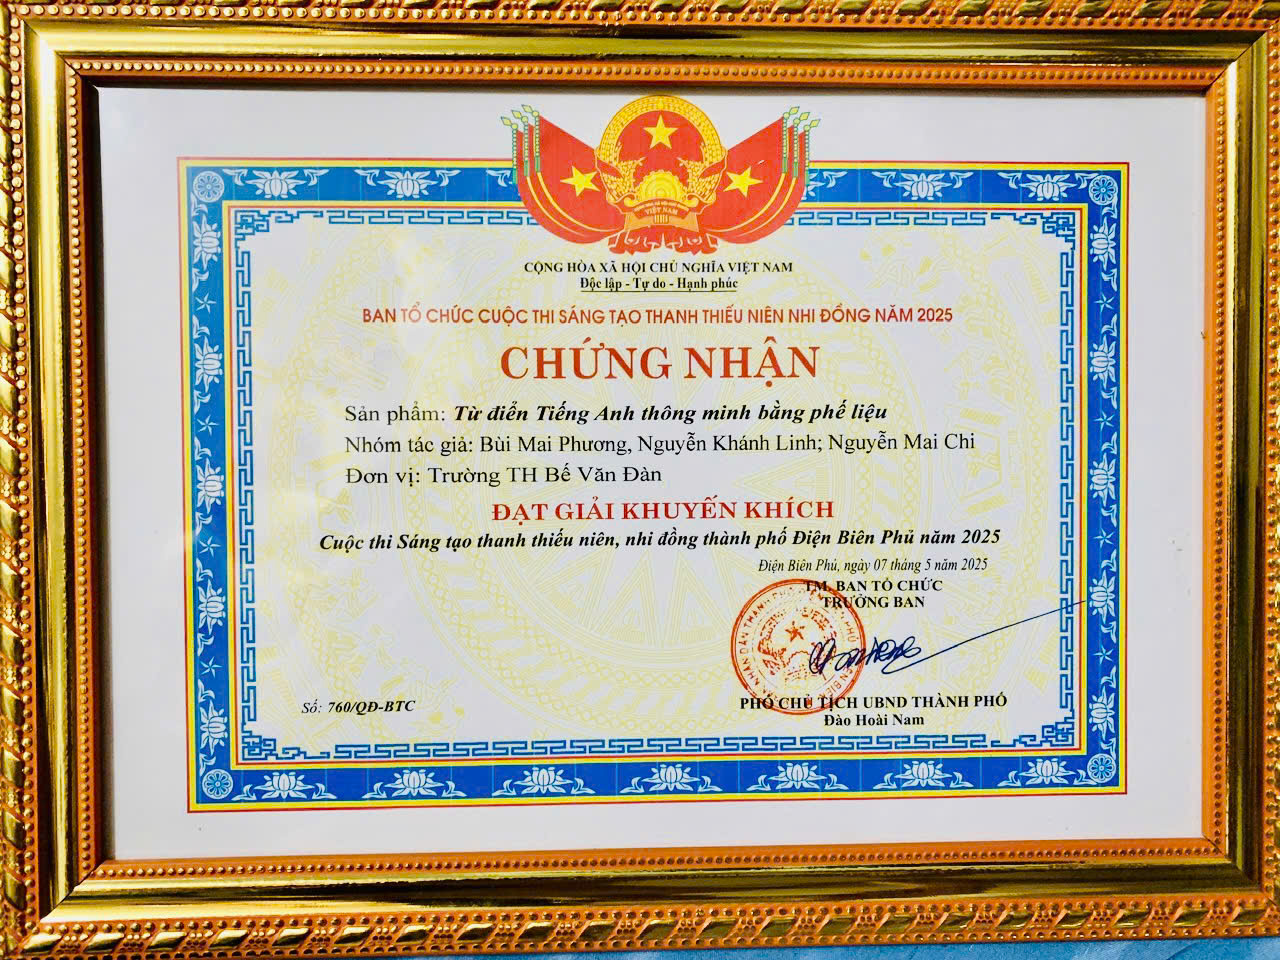 VIỆT NAM
CỘNG HÒA XÃ HỘI CHỦ NGHĨA VIỆT NAM
Độc lập - Tự do - Hạnh phúc
BAN TỔ CHỨC CUỘC THI SÁNG TẠO THANH THIẾU NIÊN NHI ĐỒNG NĂM 2025
CHỨNG NHẬN
Sản phẩm: Từ điển Tiếng Anh thông minh bằng phế liệu
Nhóm tác giả: Bùi Mai Phương, Nguyễn Khánh Linh; Nguyễn Mai Chi
Đơn vị: Trường TH Bế Văn Đàn
ĐẠT GIẢI KHUYẾN KHÍCH
Cuộc thi Sáng tạo thanh thiếu niên, nhi đồng thành phố Điện Biên Phủ năm 2025
Điện Biên Phủ, ngày 07 tháng 5 năm 2025
TM. BAN TỔ CHỨC
TRƯỞNG BAN
PHÓ CHỦ TỊCH UBND THÀNH PHỐ
Số: 760/QĐ-BTC
Đào Hoài Nam